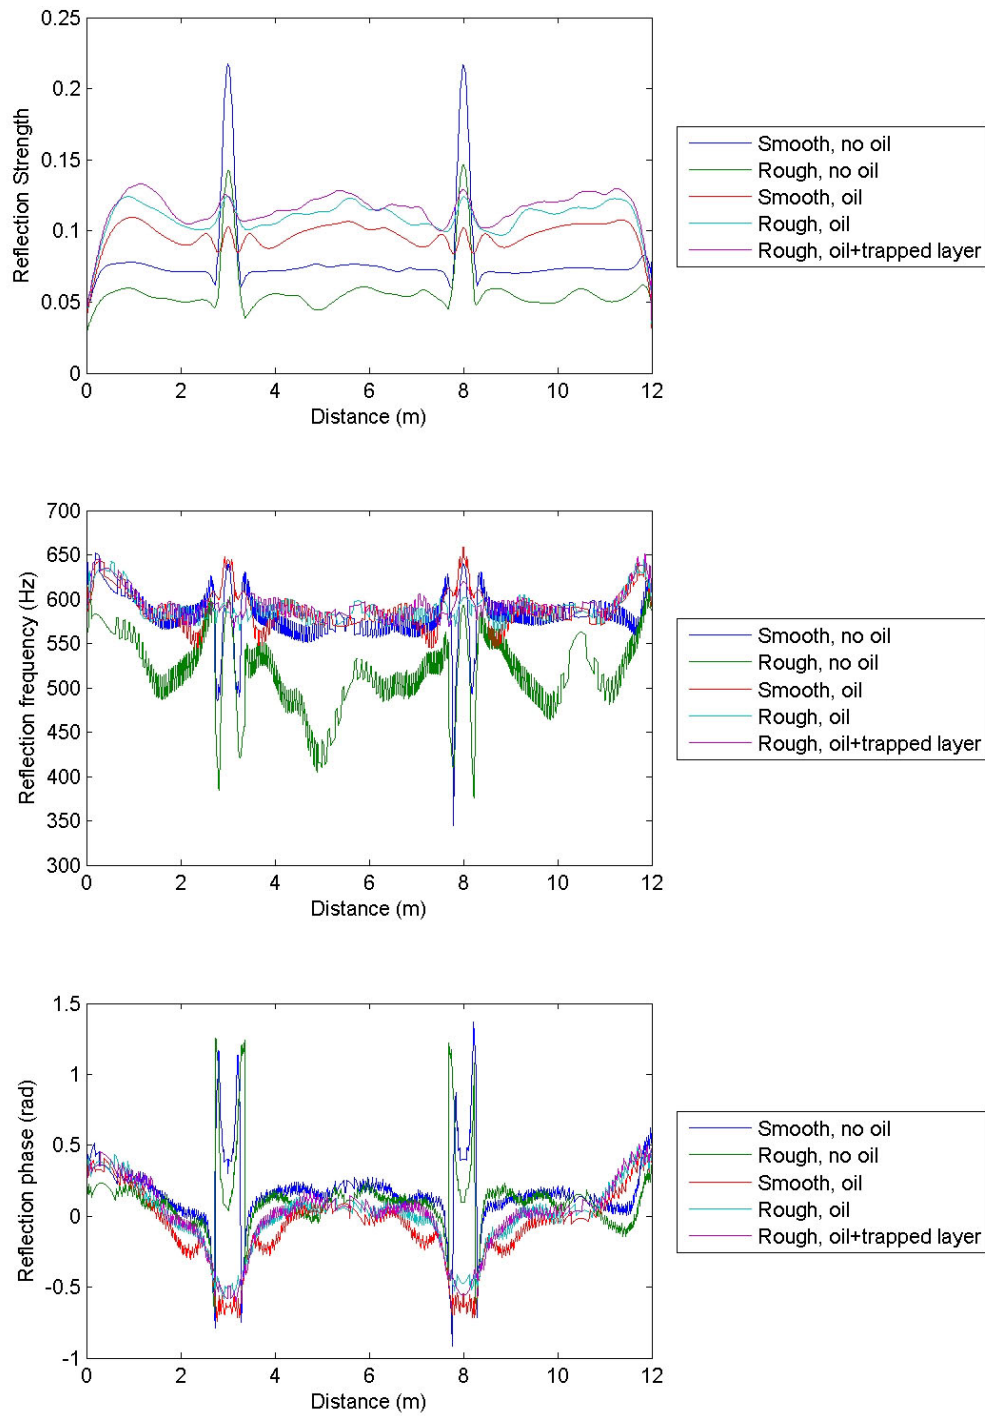 0.25
0.2
0.15
0.1
0.05
0
Reflection Strength
0 2 4 6 8 10 12
Distance (m)
Smooth, no oil
Rough, no oil
Smooth, oil
Rough, oil
Rough, oil+trapped layer
700
650
600
550
500
450
400
350
300
Reflection frequency (Hz)
0 2 4 6 8 10 12
Distance (m)
Smooth, no oil
Rough, no oil
Smooth, oil
Rough, oil
Rough, oil+trapped layer
1.5
1
0.5
0
-0.5
-1
Reflection phase (rad)
0 2 4 6 8 10 12
Distance (m)
Smooth, no oil
Rough, no oil
Smooth, oil
Rough, oil
Rough, oil+trapped layer